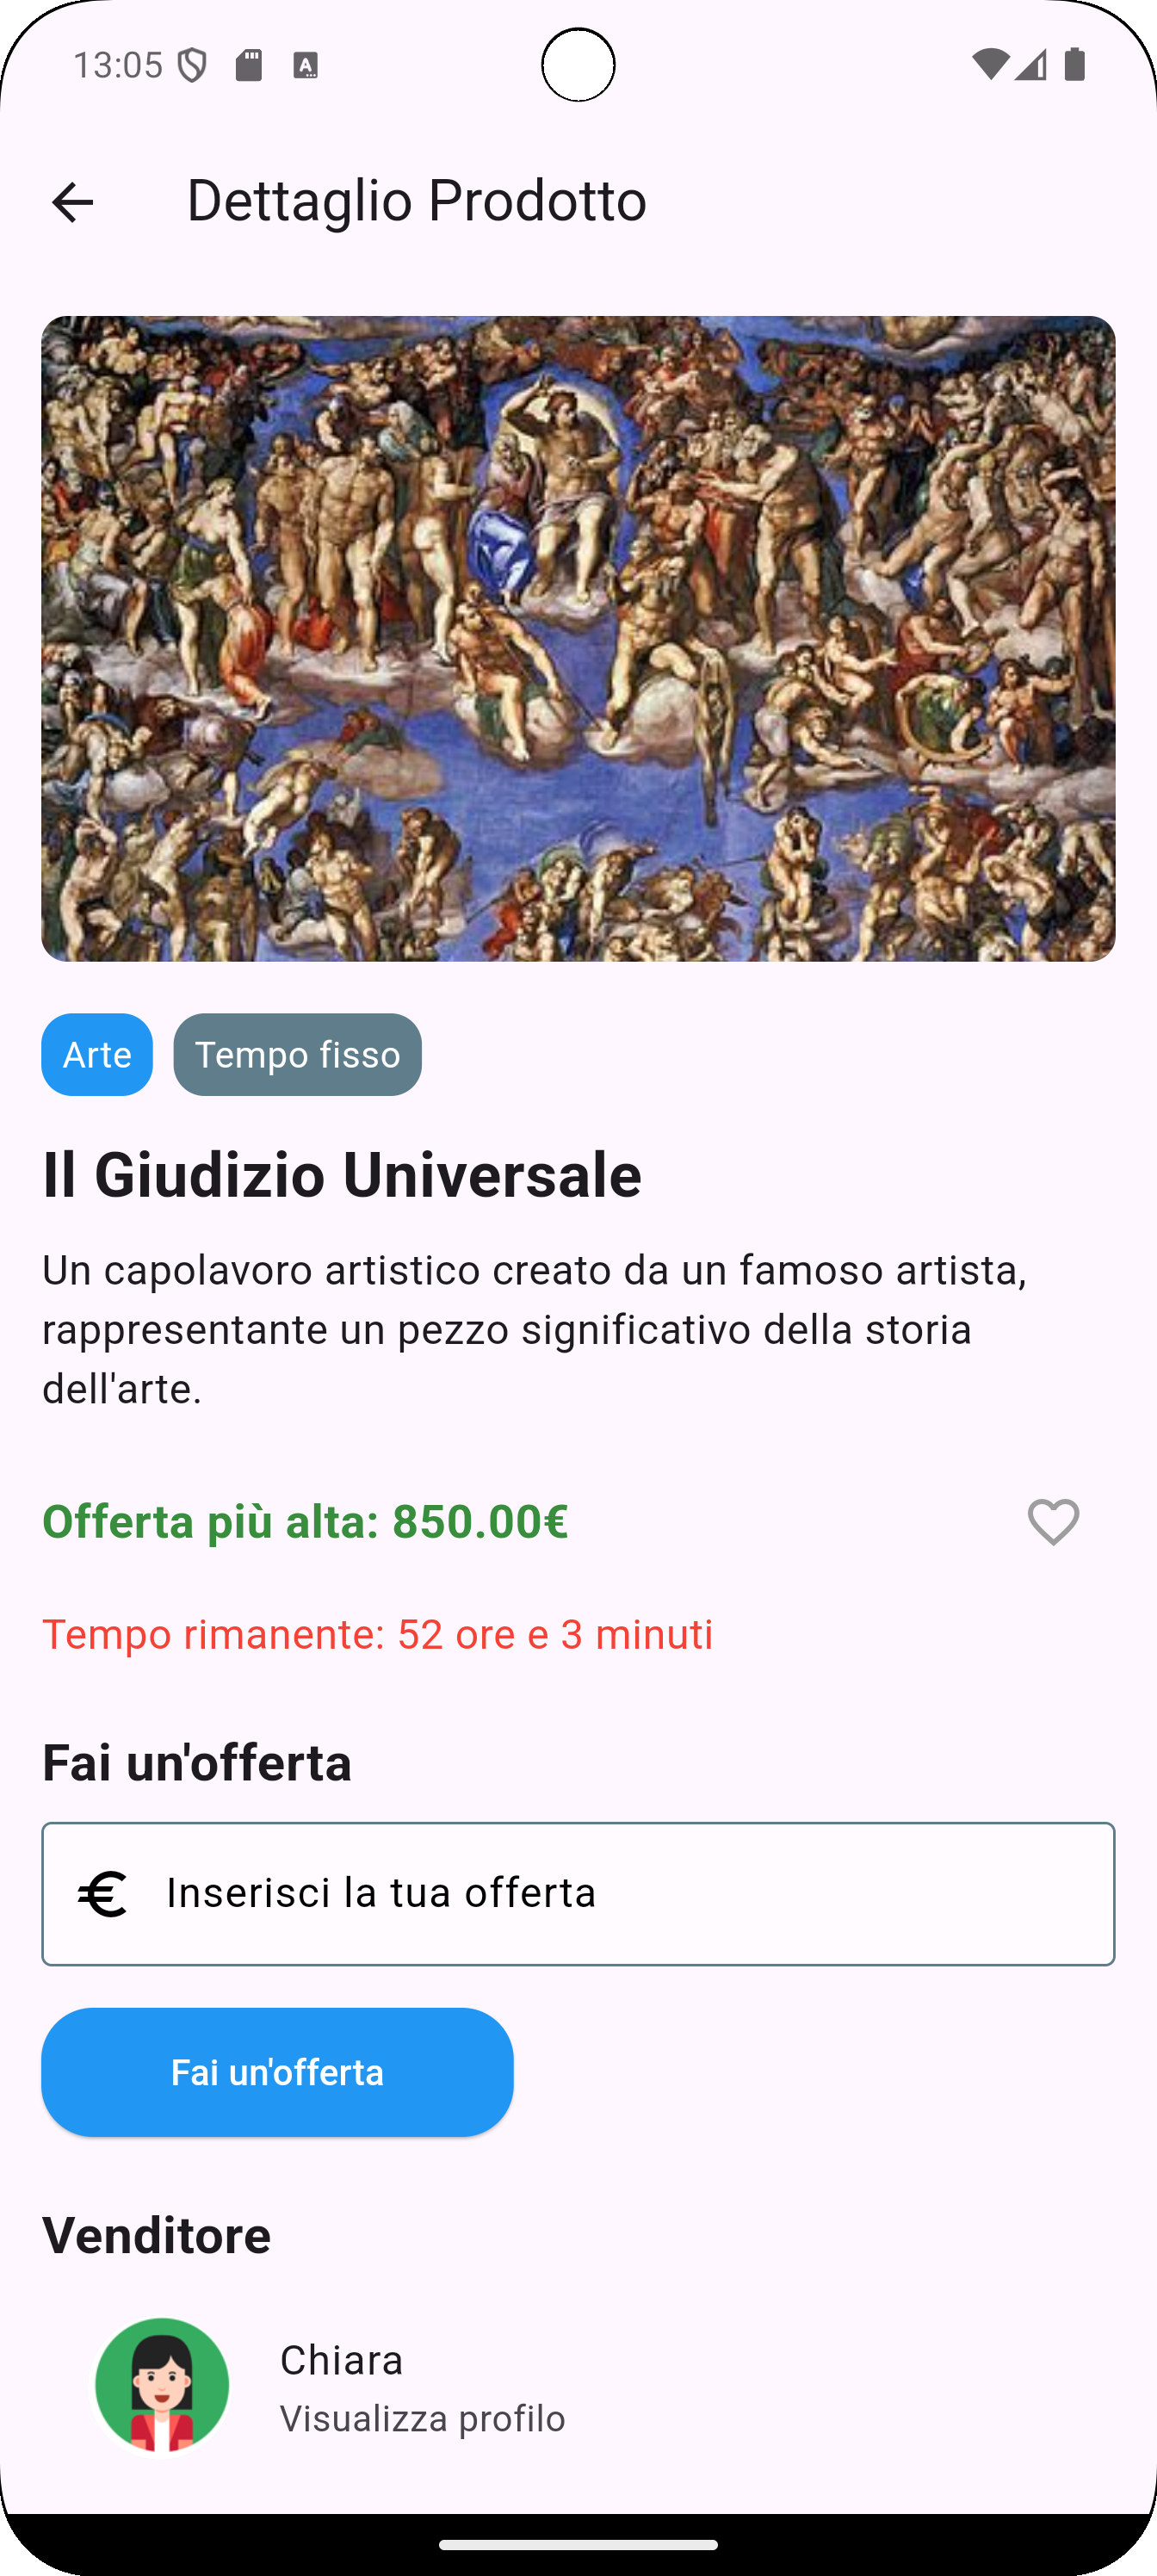 13:05
Dettaglio Prodotto
Arte
Tempo fisso
Il Giudizio Universale
Un capolavoro artistico creato da un famoso artista,
rappresentante un pezzo significativo della storia
dell'arte.
Offerta più alta: 850.00€
Tempo rimanente: 52 ore e 3 minuti
Fai un'offerta
€ Inserisci la tua offerta
Fai un'offerta
Venditore
Chiara
Visualizza profilo